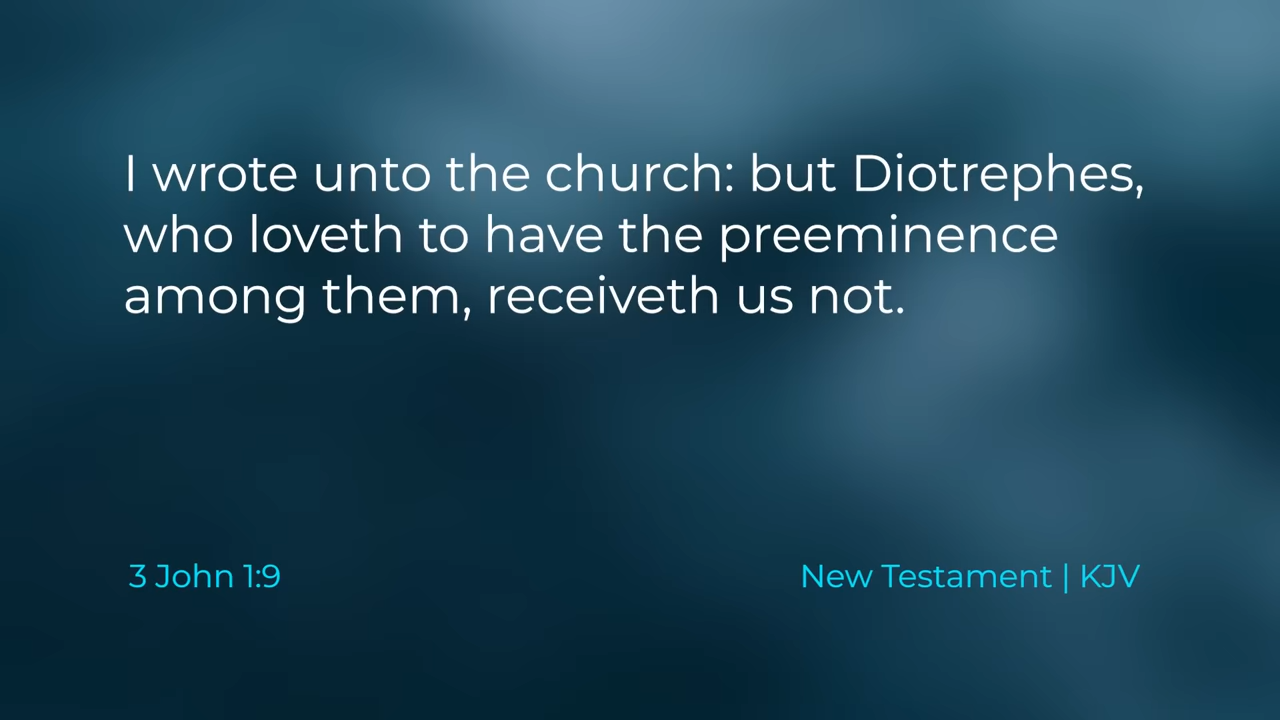 I wrote unto the church: but Diotrephes,
who loveth to have the preeminence
among them, receiveth us not.
3 John 1:9
New Testament | KJV